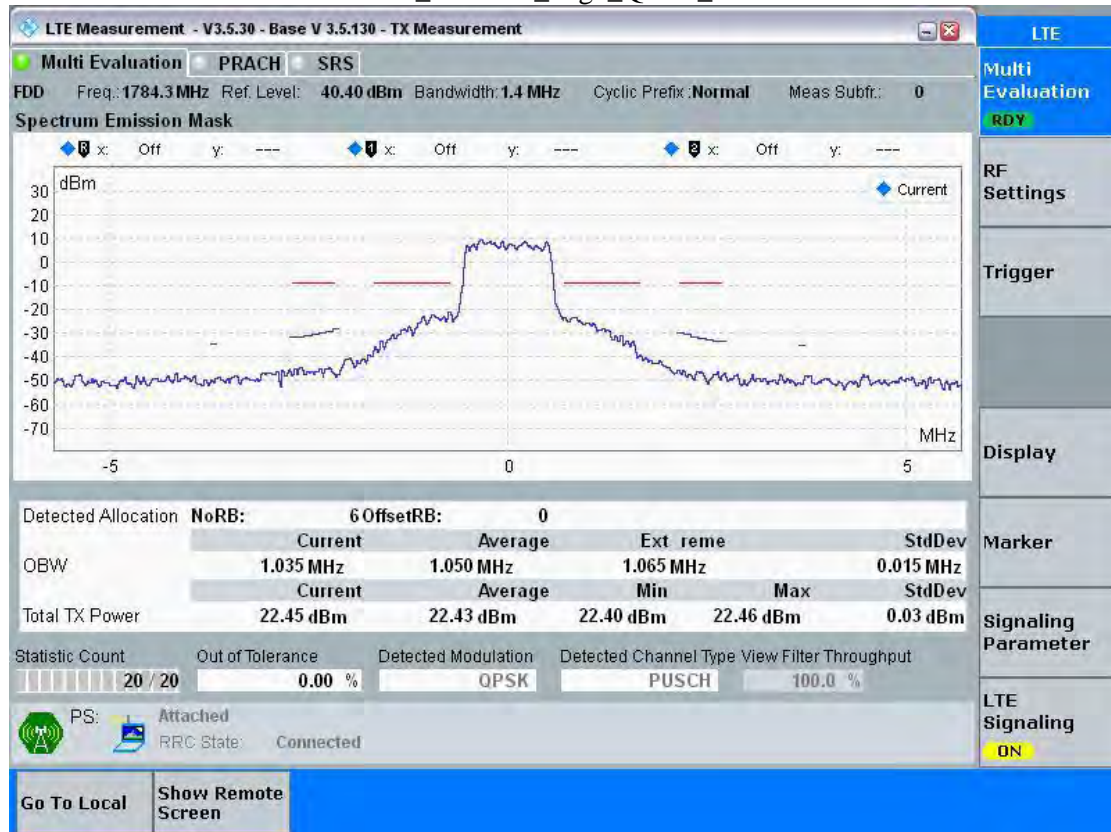 LTE Measurement - V3.5.30 - Base V 3.5.130 - TX Measurement
LTE
Multi Evaluation PRACH SRS
FDD Freq.: 1784.3 MHz Ref. Level: 40.40 dBm Bandwidth: 1.4 MHz Cyclic Prefix : Normal Meas Subfr.: 0
Spectrum Emission Mask
R x: Off y: --- 1 x: Off y: --- 2 x: Off y: ---
dBm
Current
30
20
10
0
-10
-20
-30
-40
-50
-60
-70
MHz
-5 0 5
Detected Allocation NoRB: 6 OffsetRB: 0
Current Average Ext reme StdDev
OBW 1.035 MHz 1.050 MHz 1.065 MHz 0.015 MHz
Current Average Min Max StdDev
Total TX Power 22.45 dBm 22.43 dBm 22.40 dBm 22.46 dBm 0.03 dBm
Statistic Count Out of Tolerance Detected Modulation Detected Channel Type View Filter Throughput
20 / 20 0.00 % QPSK PUSCH 100.0 %
PS: Attached
RRC State: Connected
Multi
Evaluation
RDY
RF
Settings
Trigger
Display
Marker
Signaling
Parameter
LTE
Signaling
ON
Go To Local
Show Remote
Screen